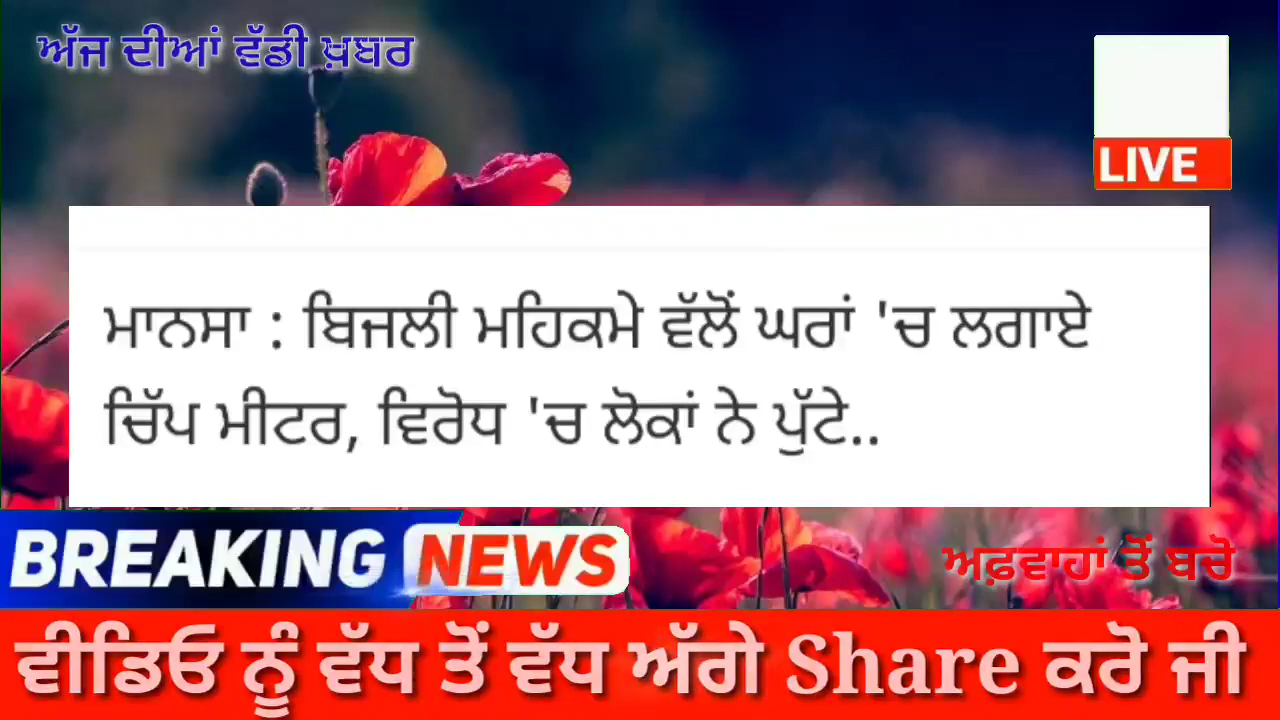 ਅੱਜ ਦੀਆਂ ਵੱਡੀ ਖ਼ਬਰ
LIVE
ਮਾਨਸਾ : ਬਿਜਲੀ ਮਹਿਕਮੇ ਵੱਲੋਂ ਘਰਾਂ 'ਚ ਲਗਾਏ
ਚਿੱਪ ਮੀਟਰ, ਵਿਰੋਧ 'ਚ ਲੋਕਾਂ ਨੇ ਪੁੱਟੇ..
BREAKING NEWS
ਅਫ਼ਵਾਹਾਂ ਤੋਂ ਬਚੋ
ਵੀਡਿਓ ਨੂੰ ਵੱਧ ਤੋਂ ਵੱਧ ਅੱਗੇ Share ਕਰੋ ਜੀ